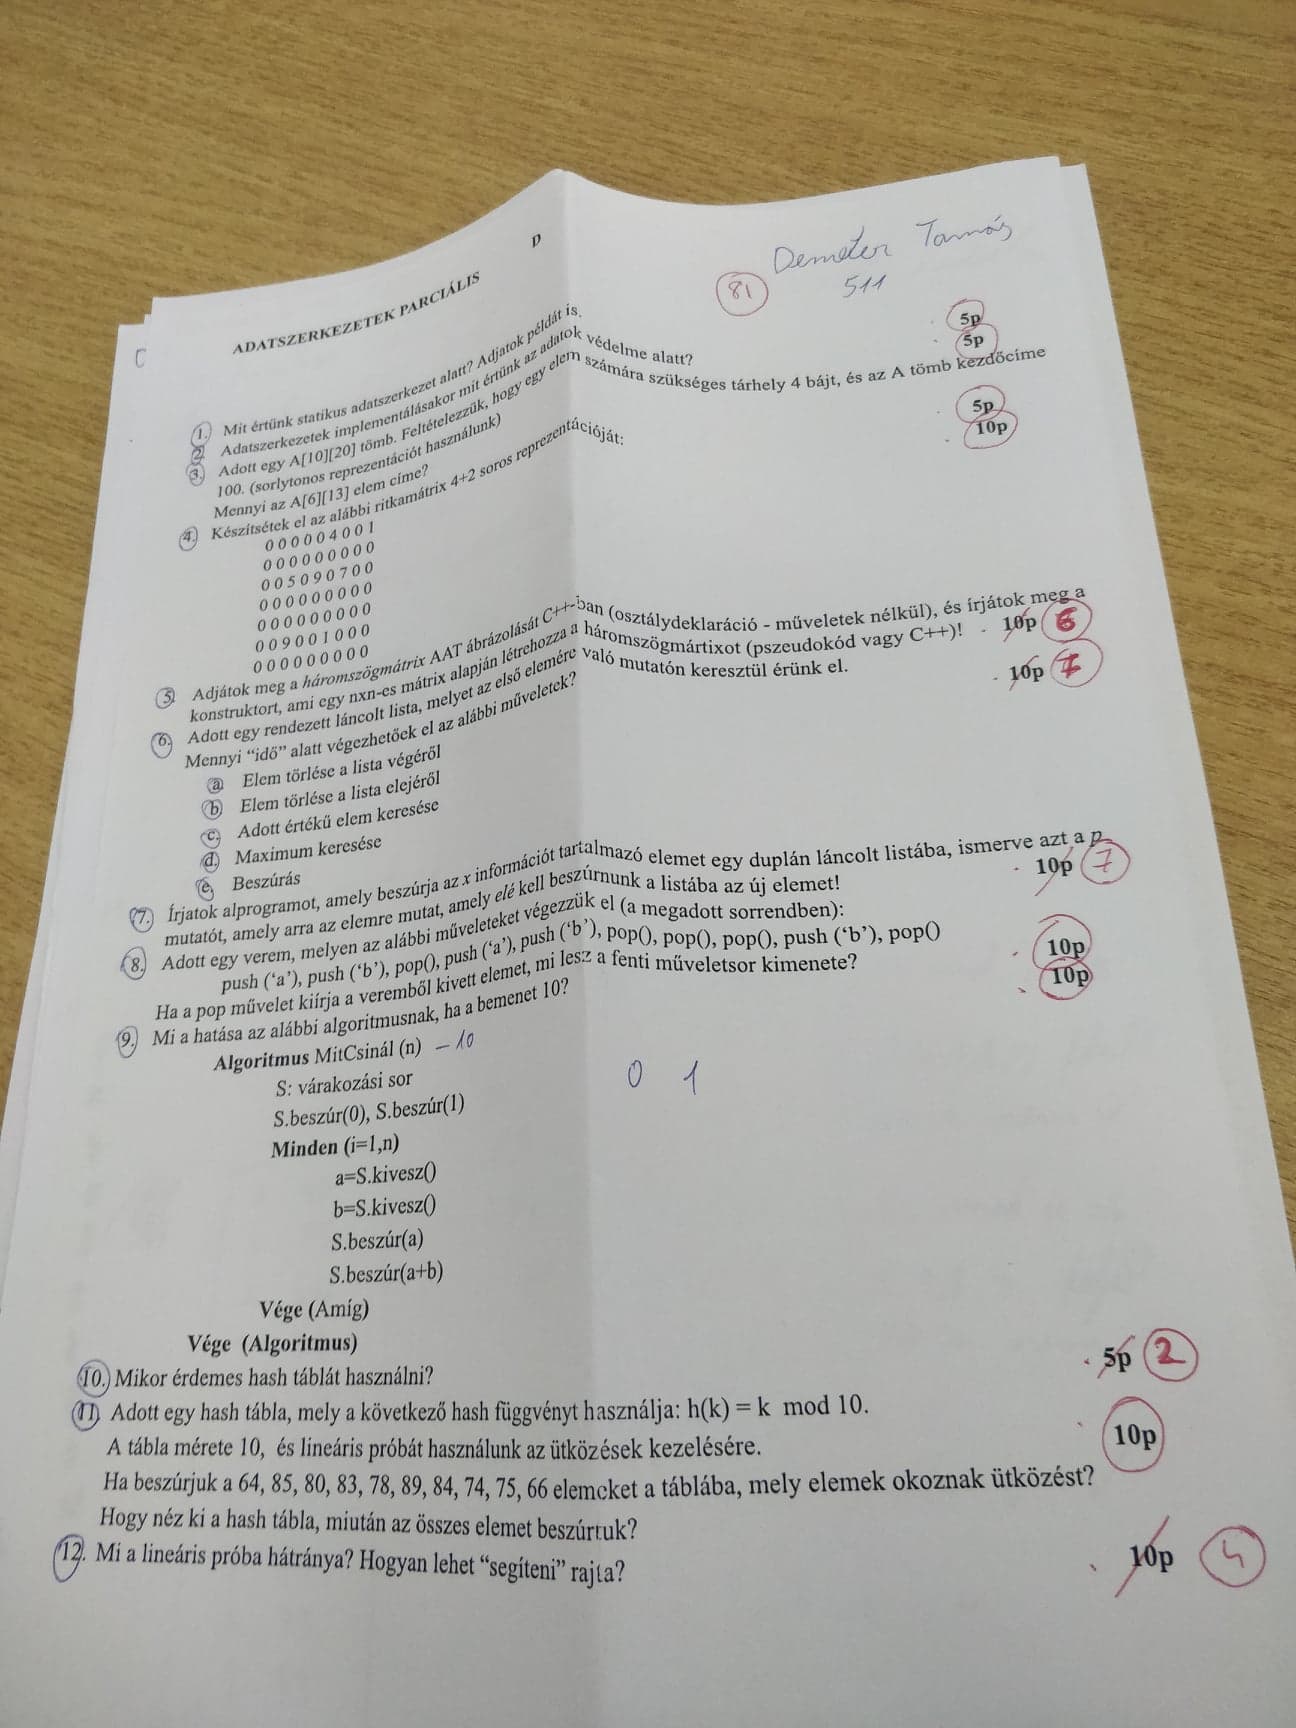 D
Demeter Tamás
81
511
ADATSZERKEZETEK PARCIÁLIS
1. Mit értünk statikus adatszerkezet alatt? Adjatok példát is. 5p
2. Adatszerkezetek implementálásakor mit értünk az adatok védelme alatt? 5p
3. Adott egy A[10][20] tömb. Feltételezzük, hogy egy elem számára szükséges tárhely 4 bájt, és az A tömb kezdőcíme
100. (sorlytonos reprezentációt használunk)
Mennyi az A[6][13] elem címe? 5p
4. Készítsétek el az alábbi ritkamátrix 4+2 soros reprezentációját: 10p
0 0 0 0 0 4 0 0 1
0 0 0 0 0 0 0 0 0
0 0 5 0 9 0 7 0 0
0 0 0 0 0 0 0 0 0
0 0 0 0 0 0 0 0 0
0 0 9 0 0 1 0 0 0
0 0 0 0 0 0 0 0 0
5. Adjátok meg a háromszögmátrix AAT ábrázolását C++-ban (osztálydeklaráció - műveletek nélkül), és írjátok meg a
konstruktort, ami egy nxn-es mátrix alapján létrehozza a háromszögmártixot (pszeudokód vagy C++)! 10p 6
6. Adott egy rendezett láncolt lista, melyet az első elemére való mutatón keresztül érünk el.
Mennyi “idő” alatt végezhetőek el az alábbi műveletek? 10p 7
a. Elem törlése a lista végéről
b. Elem törlése a lista elejéről
c. Adott értékű elem keresése
d. Maximum keresése
e. Beszúrás
7. Írjatok alprogramot, amely beszúrja az x információt tartalmazó elemet egy duplán láncolt listába, ismerve azt a p
mutatót, amely arra az elemre mutat, amely elé kell beszúrnunk a listába az új elemet! 10p 7
8. Adott egy verem, melyen az alábbi műveleteket végezzük el (a megadott sorrendben):
push (‘a’), push (‘b’), pop(), push (‘a’), push (‘b’), pop(), pop(), pop(), push (‘b’), pop()
Ha a pop művelet kiírja a veremből kivett elemet, mi lesz a fenti műveletsor kimenete? 10p
9. Mi a hatása az alábbi algoritmusnak, ha a bemenet 10? 10p
Algoritmus MitCsinál (n) – 10
S: várakozási sor
0 1
S.beszúr(0), S.beszúr(1)
Minden (i=1,n)
a=S.kivesz()
b=S.kivesz()
S.beszúr(a)
S.beszúr(a+b)
Vége (Amíg)
Vége (Algoritmus)
10. Mikor érdemes hash táblát használni? 5p 2
11. Adott egy hash tábla, mely a következő hash függvényt használja: h(k) = k mod 10. 10p
A tábla mérete 10, és lineáris próbát használunk az ütközések kezelésére.
Ha beszúrjuk a 64, 85, 80, 83, 78, 89, 84, 74, 75, 66 elemeket a táblába, mely elemek okoznak ütközést?
Hogy néz ki a hash tábla, miután az összes elemet beszúrtuk?
12. Mi a lineáris próba hátránya? Hogyan lehet “segíteni” rajta? 10p 4